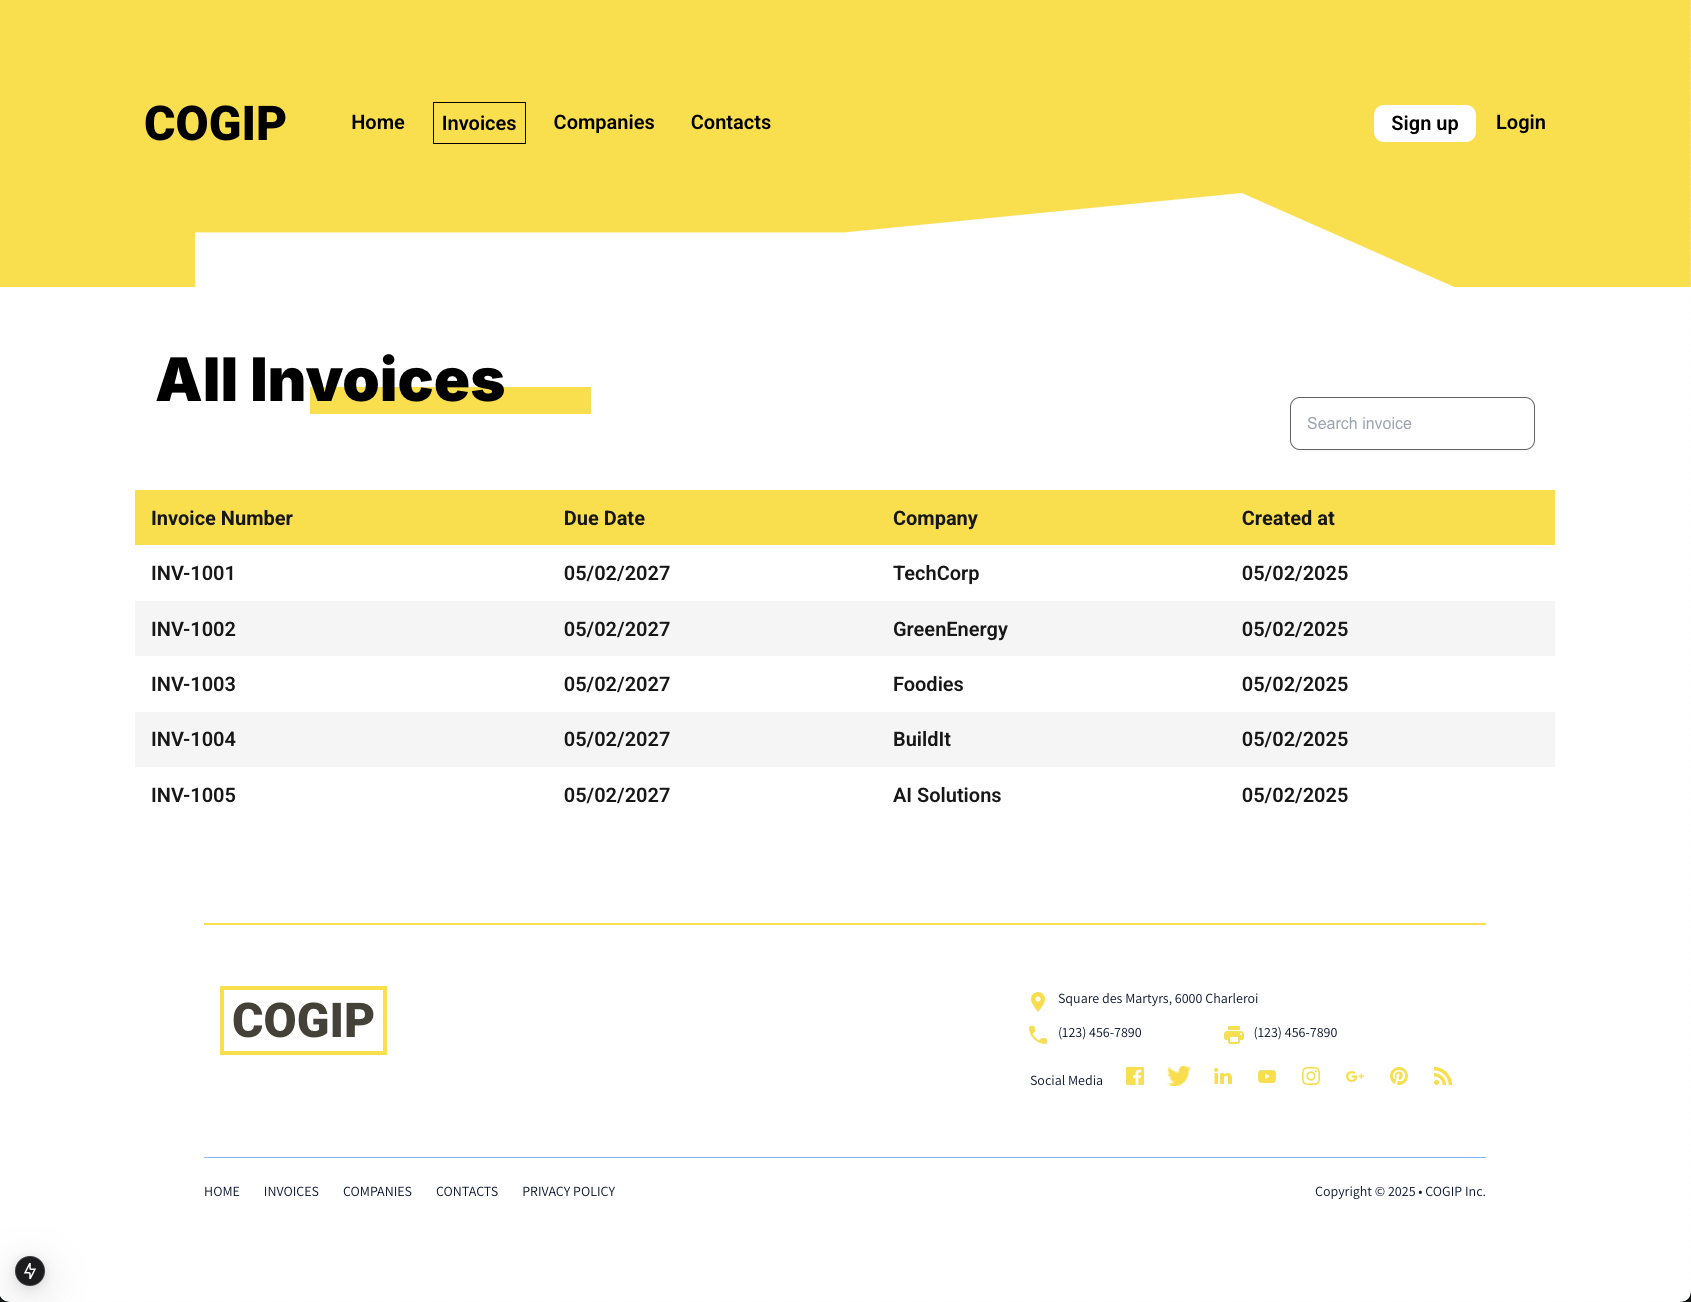 COGIP Home Invoices Companies Contacts Sign up Login
All Invoices
Search invoice
Invoice Number Due Date Company Created at
INV-1001 05/02/2027 TechCorp 05/02/2025
INV-1002 05/02/2027 GreenEnergy 05/02/2025
INV-1003 05/02/2027 Foodies 05/02/2025
INV-1004 05/02/2027 BuildIt 05/02/2025
INV-1005 05/02/2027 AI Solutions 05/02/2025
COGIP
Square des Martyrs, 6000 Charleroi
(123) 456-7890 (123) 456-7890
Social Media
HOME INVOICES COMPANIES CONTACTS PRIVACY POLICY Copyright © 2025 • COGIP Inc.